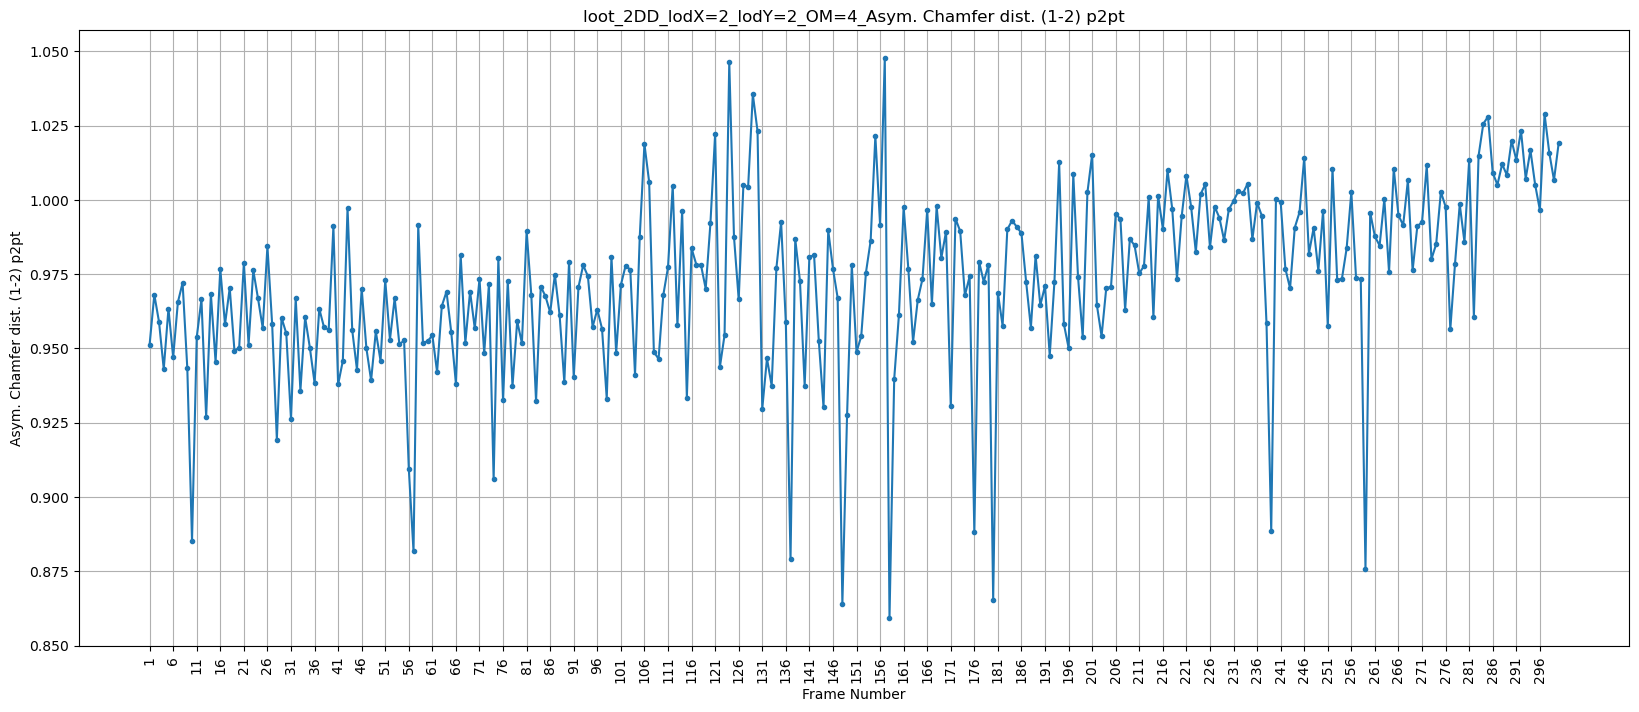 loot_2DD_lodX=2_lodY=2_OM=4_Asym. Chamfer dist. (1-2) p2pt
Asym. Chamfer dist. (1-2) p2pt
1.050
1.025
1.000
0.975
0.950
0.925
0.900
0.875
0.850
1 6 11 16 21 26 31 36 41 46 51 56 61 66 71 76 81 86 91 96 101 106 111 116 121 126 131 136 141 146 151 156 161 166 171 176 181 186 191 196 201 206 211 216 221 226 231 236 241 246 251 256 261 266 271 276 281 286 291 296
Frame Number